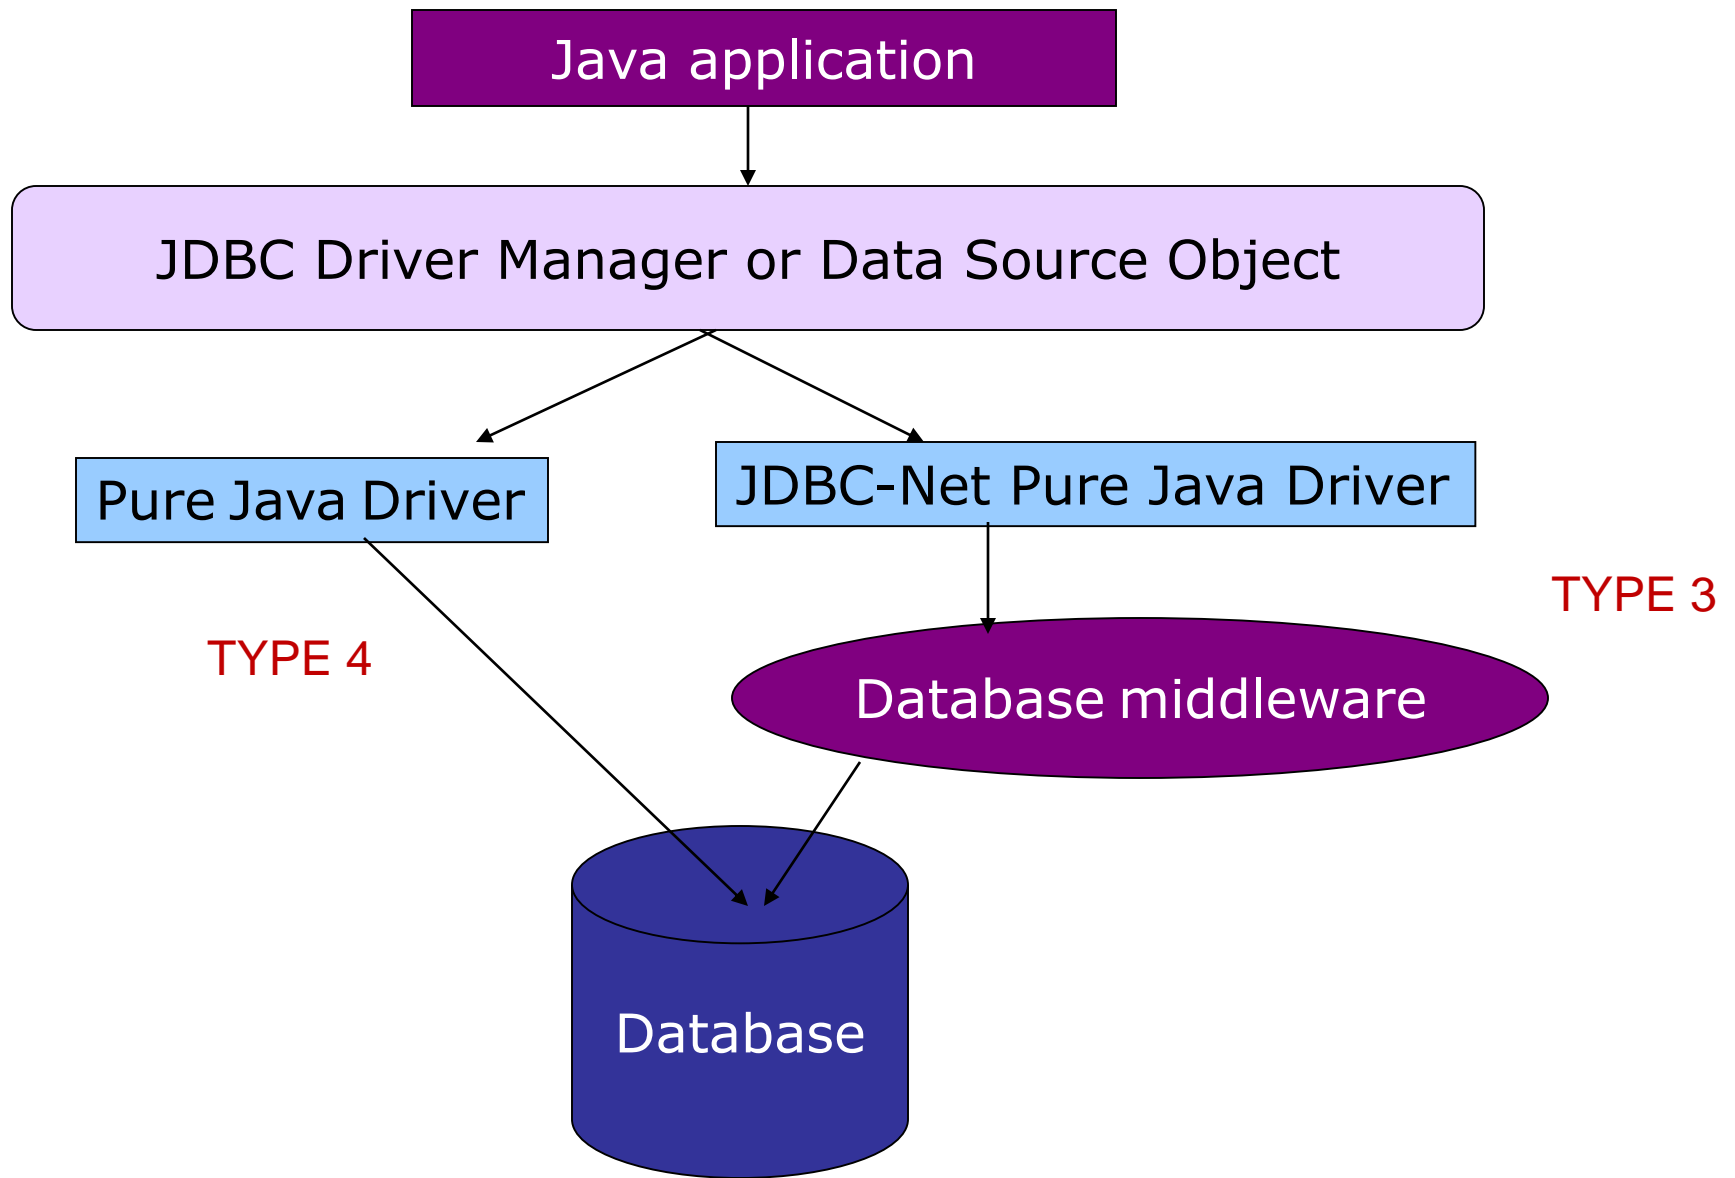 Java application
JDBC Driver Manager or Data Source Object
Pure Java Driver
JDBC-Net Pure Java Driver
TYPE 3
TYPE 4
Database middleware
Database